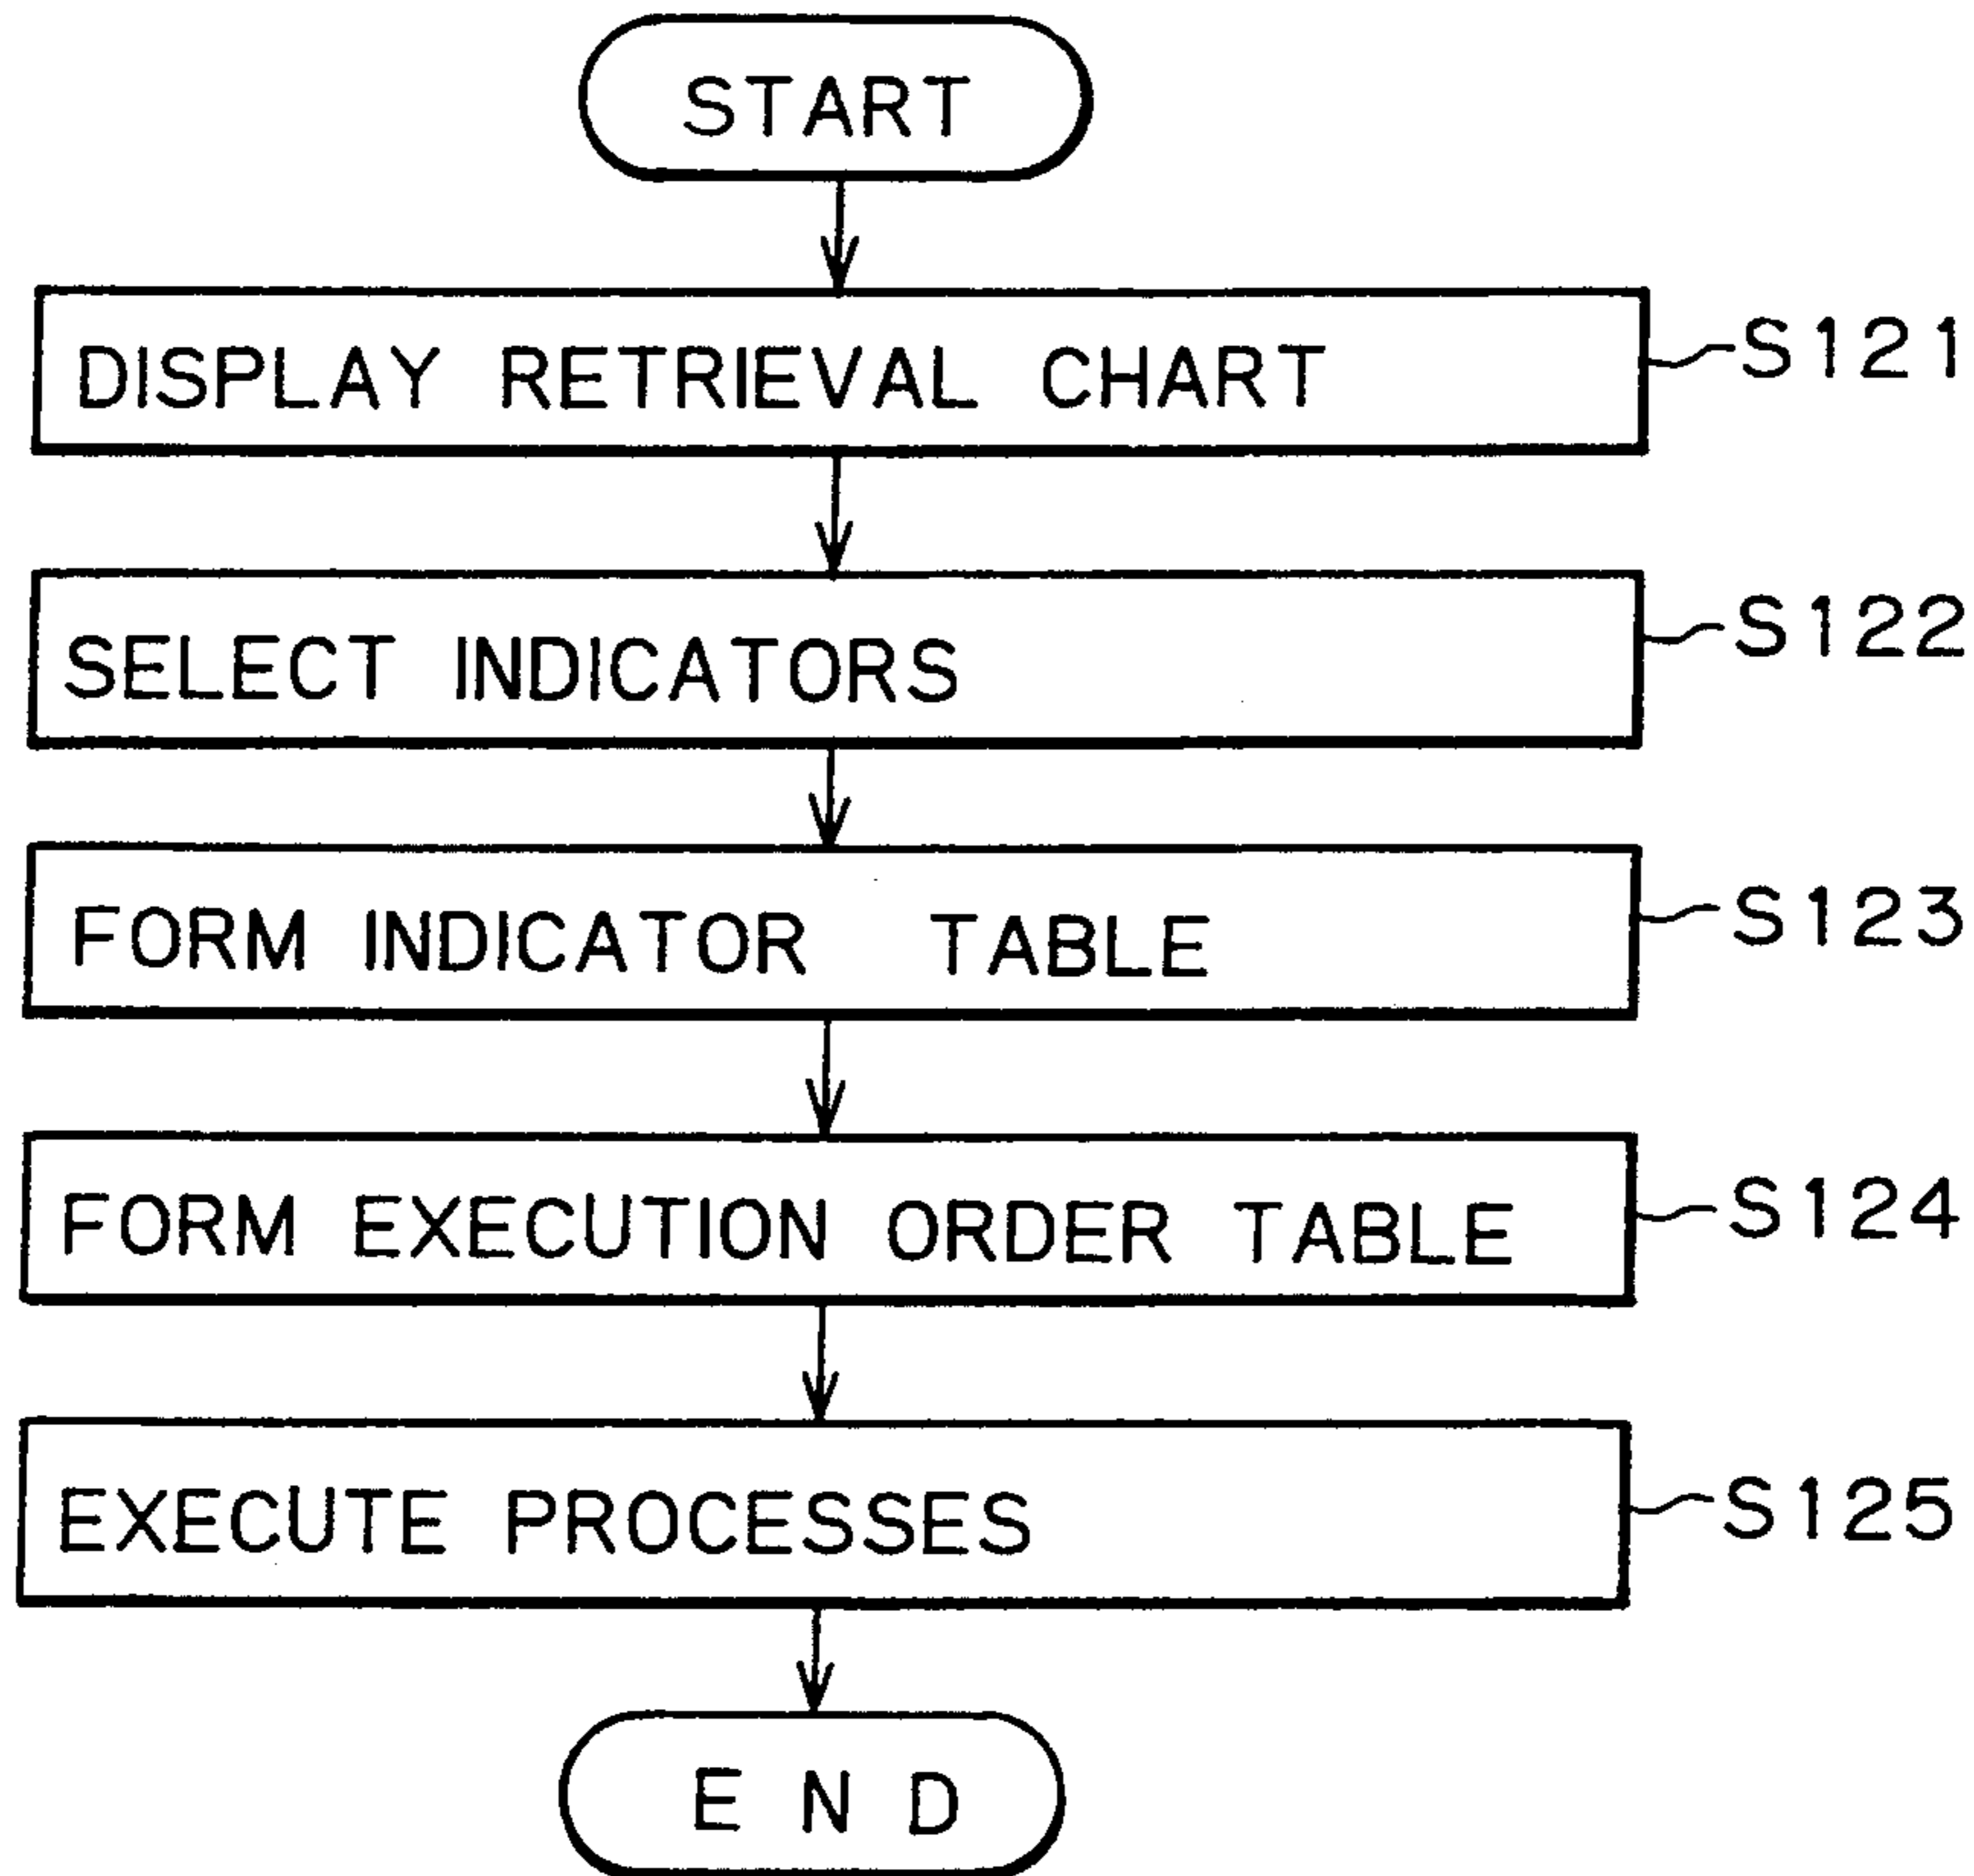 START
DISPLAY RETRIEVAL CHART
S121
SELECT INDICATORS
S122
FORM INDICATOR TABLE
S123
FORM EXECUTION ORDER TABLE
S124
EXECUTE PROCESSES
S125
END